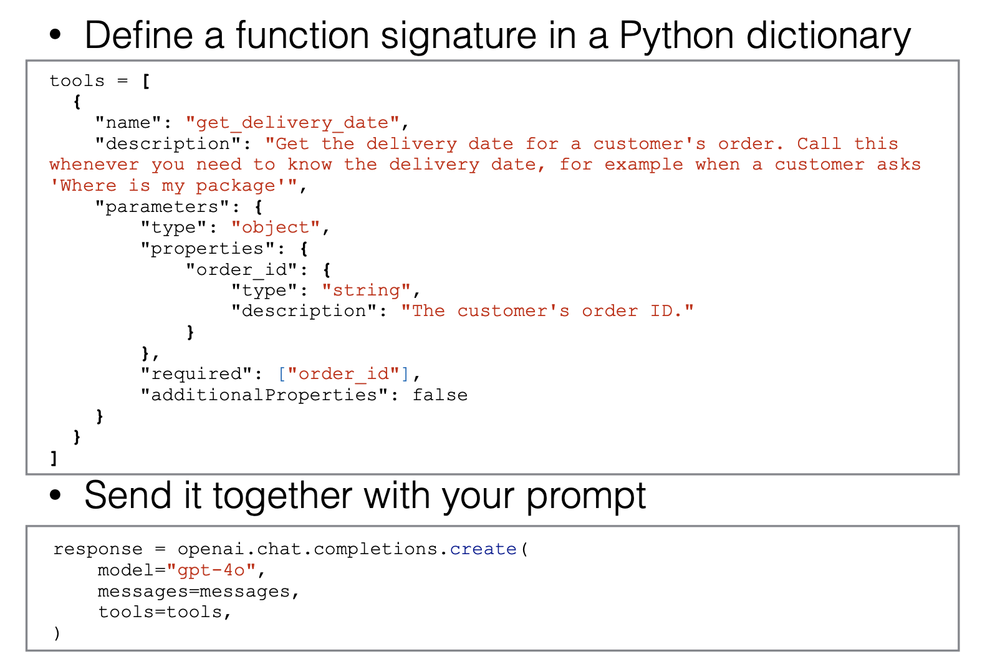 • Define a function signature in a Python dictionary
tools = [
  {
    "name": "get_delivery_date",
    "description": "Get the delivery date for a customer's order. Call this
whenever you need to know the delivery date, for example when a customer asks
'Where is my package'",
    "parameters": {
        "type": "object",
        "properties": {
            "order_id": {
                "type": "string",
                "description": "The customer's order ID."
            }
        },
        "required": ["order_id"],
        "additionalProperties": false
    }
  }
]
• Send it together with your prompt
response = openai.chat.completions.create(
    model="gpt-4o",
    messages=messages,
    tools=tools,
)